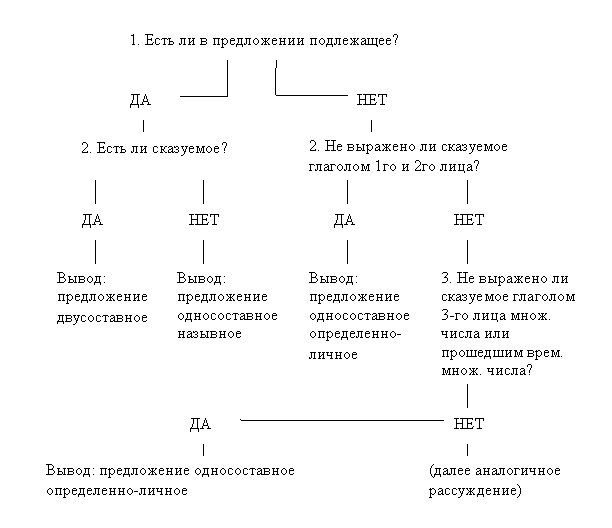 1. Есть ли в предложении подлежащее?
ДА
НЕТ
2. Есть ли сказуемое?
2. Не выражено ли сказуемое
глаголом 1го и 2го лица?
ДА
НЕТ
ДА
НЕТ
Вывод:
предложение
двусоставное
Вывод:
предложение
односоставное
назывное
Вывод:
предложение
односоставное
определенно-
личное
3. Не выражено ли
сказуемое глаголом
3-го лица множ.
числа или
прошедшим врем.
множ. числа?
ДА
НЕТ
Вывод: предложение односоставное
определенно-личное
(далее аналогичное
рассуждение)